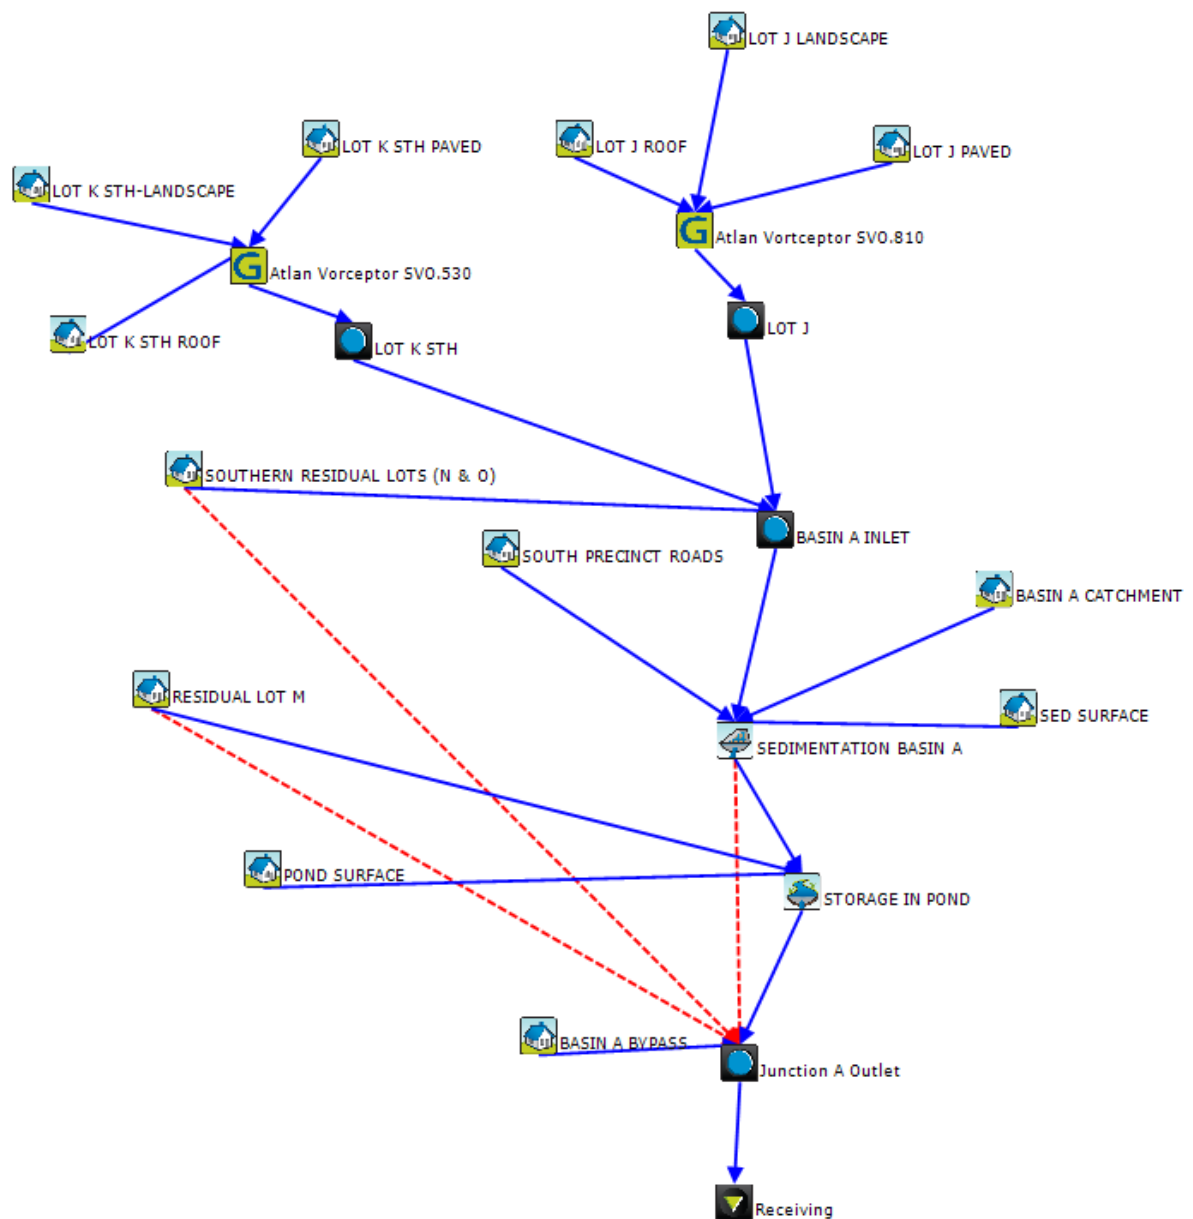 LOT J LANDSCAPE
LOT K STH PAVED
LOT J ROOF
LOT J PAVED
LOT K STH-LANDSCAPE
Atlan Vortceptor SVO.810
Atlan Vorceptor SVO.530
LOT J
LOT K STH ROOF
LOT K STH
SOUTHERN RESIDUAL LOTS (N & O)
BASIN A INLET
SOUTH PRECINCT ROADS
BASIN A CATCHMENT
RESIDUAL LOT M
SED SURFACE
SEDIMENTATION BASIN A
POND SURFACE
STORAGE IN POND
BASIN A BYPASS
Junction A Outlet
Receiving